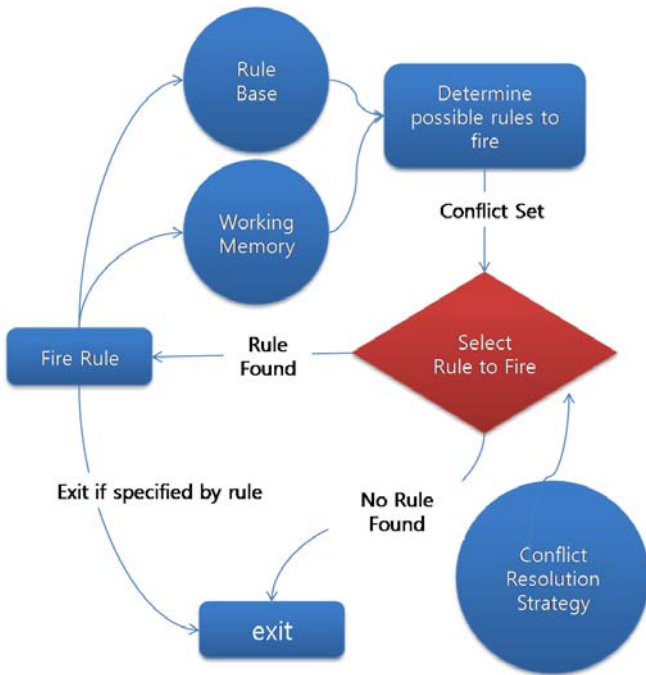 Rule
Base
Determine
possible rules to
fire
Working
Memory
Conflict Set
Fire Rule
Rule
Found
Select
Rule to Fire
Exit if specified by rule
No Rule
Found
Conflict
Resolution
Strategy
exit